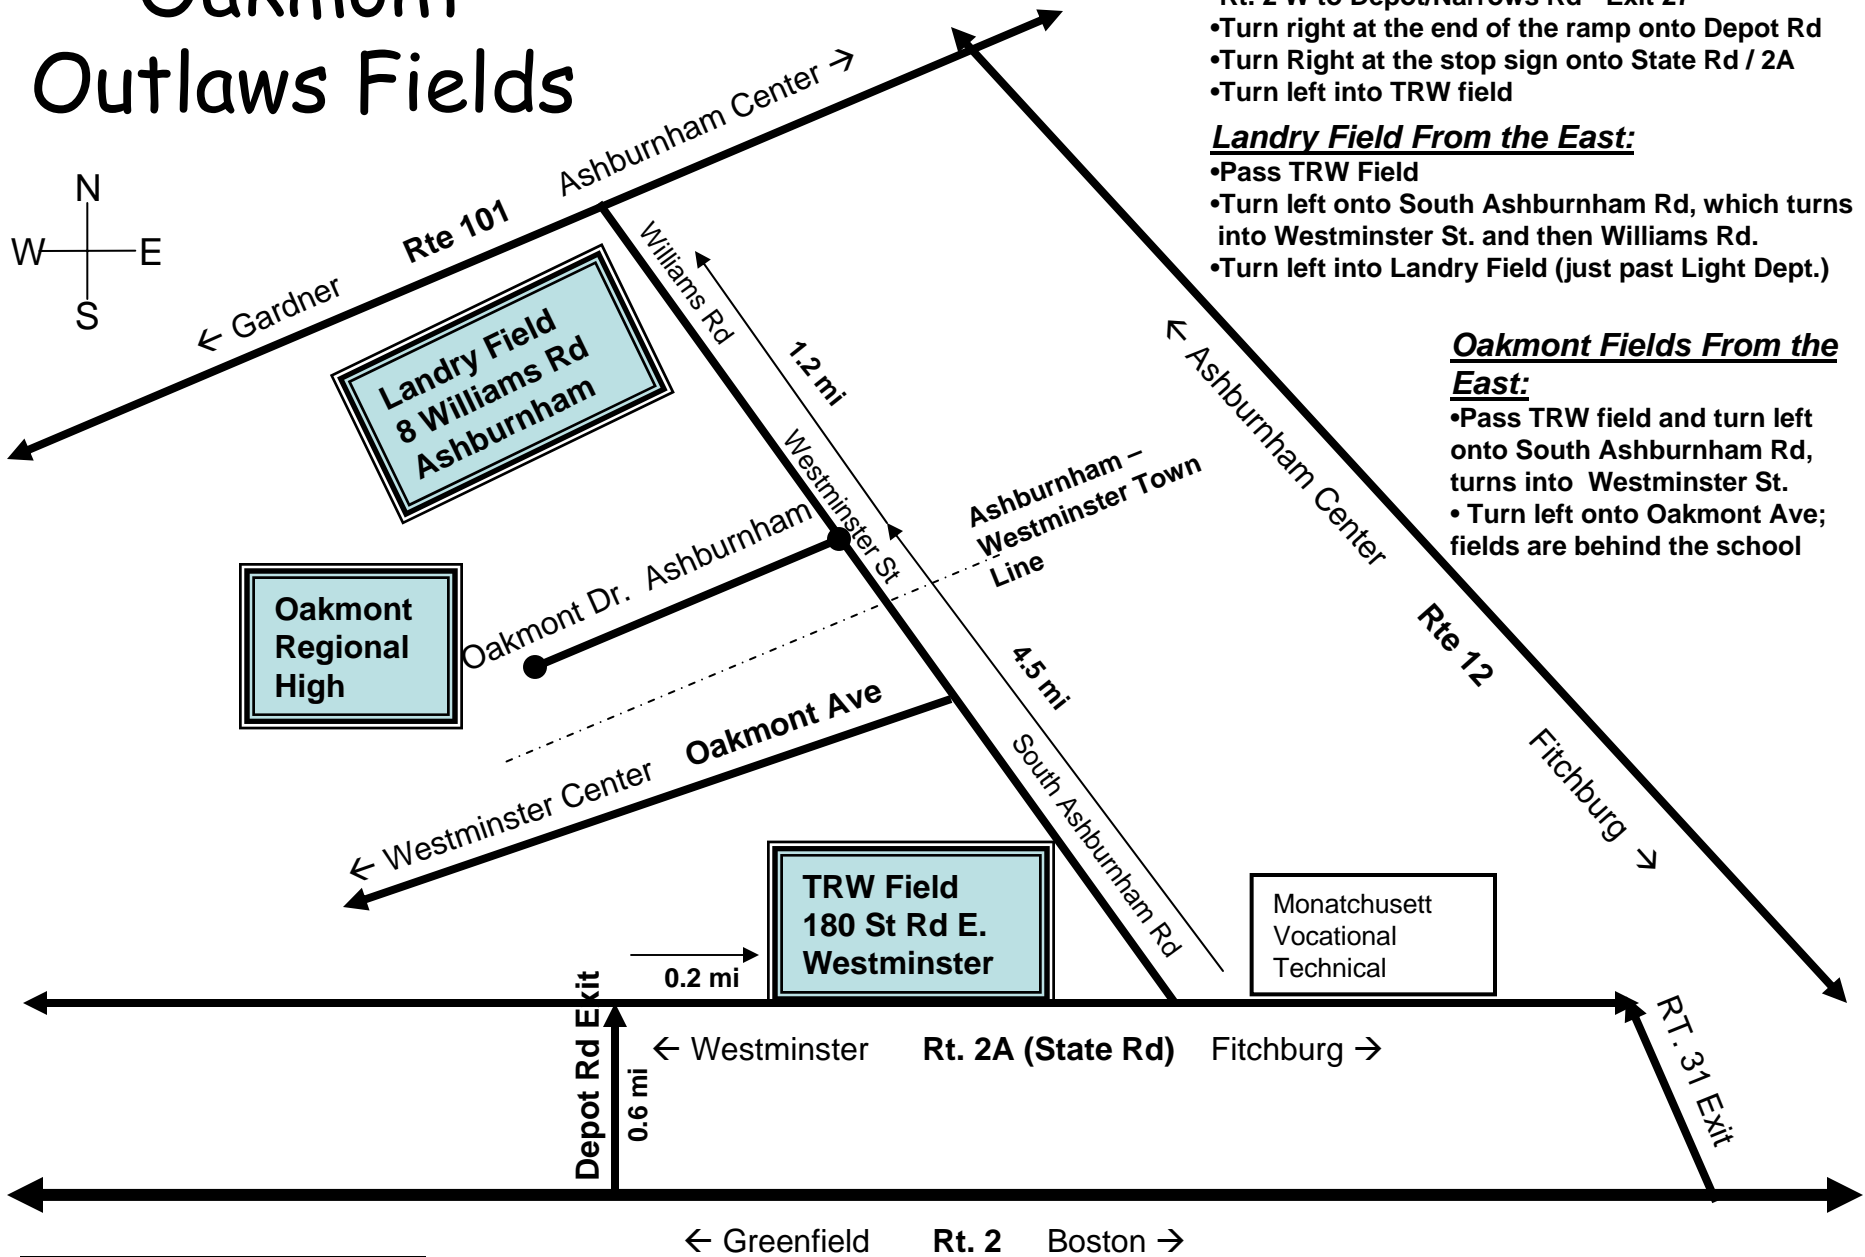 Oakmont
Outlaws Fields
Rt. 2 W to Depot/Narrows Rd - Exit 27
•Turn right at the end of the ramp onto Depot Rd
•Turn Right at the stop sign onto State Rd / 2A
•Turn left into TRW field
Landry Field From the East:
•Pass TRW Field
•Turn left onto South Ashburnham Rd, which turns
into Westminster St. and then Williams Rd.
•Turn left into Landry Field (just past Light Dept.)
Oakmont Fields From the
East:
•Pass TRW field and turn left
onto South Ashburnham Rd,
turns into Westminster St.
• Turn left onto Oakmont Ave;
fields are behind the school
N
W E
S
← Gardner Rte 101 Ashburnham Center →
Landry Field
8 Williams Rd
Ashburnham
Williams Rd
1.2 mi
Westminster St
← Ashburnham Center Rte 12 Fitchburg →
Ashburnham –
Westminster Town
Line
Oakmont Dr. Ashburnham
Oakmont
Regional
High
4.5 mi
South Ashburnham Rd
← Westminster Center Oakmont Ave
TRW Field
180 St Rd E.
Westminster
0.2 mi
Monatchusett
Vocational
Technical
Depot Rd Exit
0.6 mi
← Westminster Rt. 2A (State Rd) Fitchburg →
RT. 31 Exit
← Greenfield Rt. 2 Boston →